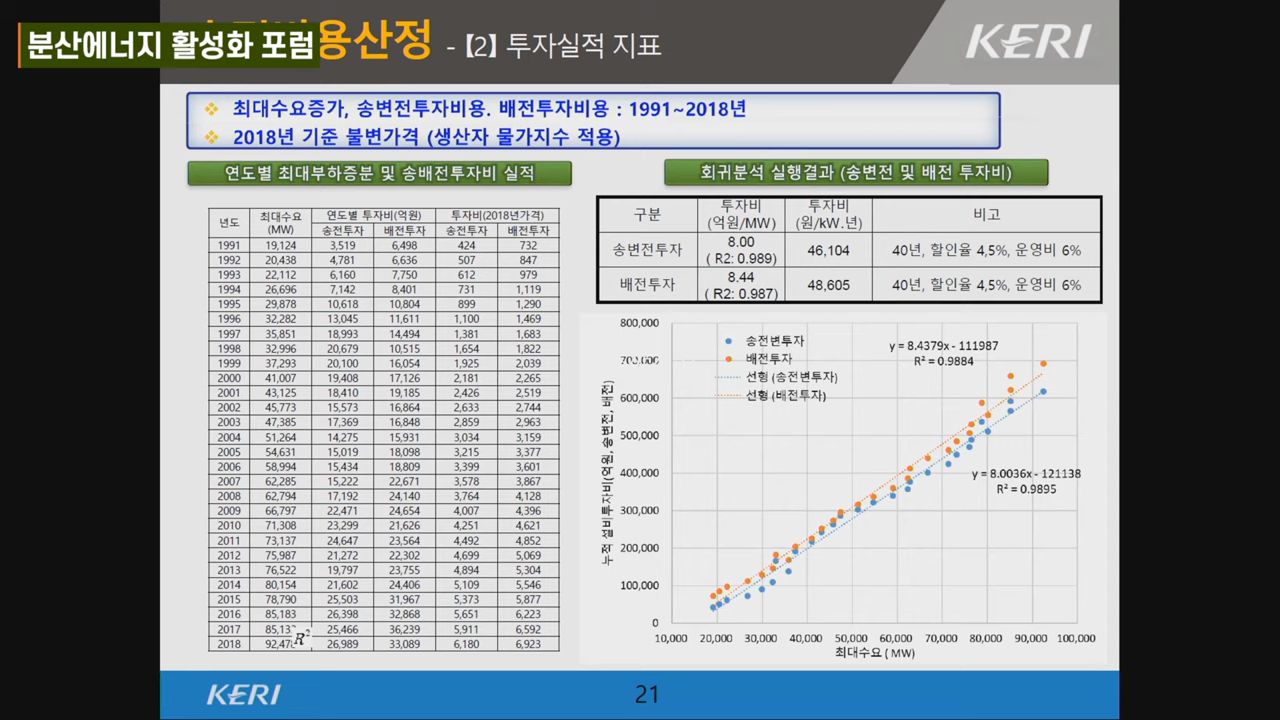 분산에너지 활성화 포럼
용산정 - 【2】 투자실적 지표
KERI
최대수요증가, 송변전투자비용. 배전투자비용 : 1991~2018년
2018년 기준 불변가격 (생산자 물가지수 적용)
연도별 최대부하증분 및 송배전투자비 실적
년도 최대수요 (MW) 연도별 투자비(억원) 투자비(2018년가격)
송전투자 배전투자 송전투자 배전투자
1991 19,124 3,519 6,498 424 732
1992 20,438 4,781 6,636 507 847
1993 22,112 6,160 7,750 612 979
1994 26,696 7,142 8,401 731 1,119
1995 29,878 10,618 10,804 899 1,290
1996 32,282 13,045 11,611 1,100 1,469
1997 35,851 18,993 14,494 1,381 1,683
1998 32,996 20,679 10,515 1,654 1,822
1999 37,293 20,100 16,054 1,925 2,039
2000 41,007 19,408 17,126 2,181 2,265
2001 43,125 18,410 19,185 2,426 2,519
2002 45,773 15,573 16,864 2,633 2,744
2003 47,385 17,369 16,848 2,859 2,963
2004 51,264 14,275 15,931 3,034 3,159
2005 54,631 15,019 18,098 3,215 3,377
2006 58,994 15,434 18,809 3,399 3,601
2007 62,285 15,222 22,671 3,578 3,867
2008 62,794 17,192 24,140 3,764 4,128
2009 66,797 22,471 24,654 4,007 4,396
2010 71,308 23,299 21,626 4,251 4,621
2011 73,137 24,647 23,564 4,492 4,852
2012 75,987 21,272 22,302 4,699 5,069
2013 76,522 19,797 23,755 4,894 5,304
2014 80,154 21,602 24,406 5,109 5,546
2015 78,790 25,503 31,967 5,373 5,877
2016 85,183 26,398 32,868 5,651 6,223
2017 25,466 36,239 5,911 6,592
2018 26,989 33,089 6,180 6,923
R²
회귀분석 실행결과 (송변전 및 배전 투자비)
구분 투자비 (억원/MW) 투자비 (원/kW.년) 비고
송변전투자 8.00 ( R2: 0.989) 46,104 40년, 할인율 4,5%, 운영비 6%
배전투자 8.44 ( R2: 0.987) 48,605 40년, 할인율 4,5%, 운영비 6%
누적 설비투자비(억원, 송변전, 배전)
800,000
700,000
600,000
500,000
400,000
300,000
200,000
100,000
0
송전변투자
배전투자
선형 (송전변투자)
선형 (배전투자)
y = 8.4379x - 111987
R² = 0.9884
y = 8.0036x - 121138
R² = 0.9895
10,000 20,000 30,000 40,000 50,000 60,000 70,000 80,000 90,000 100,000
최대수요 ( MW)
KERI
21